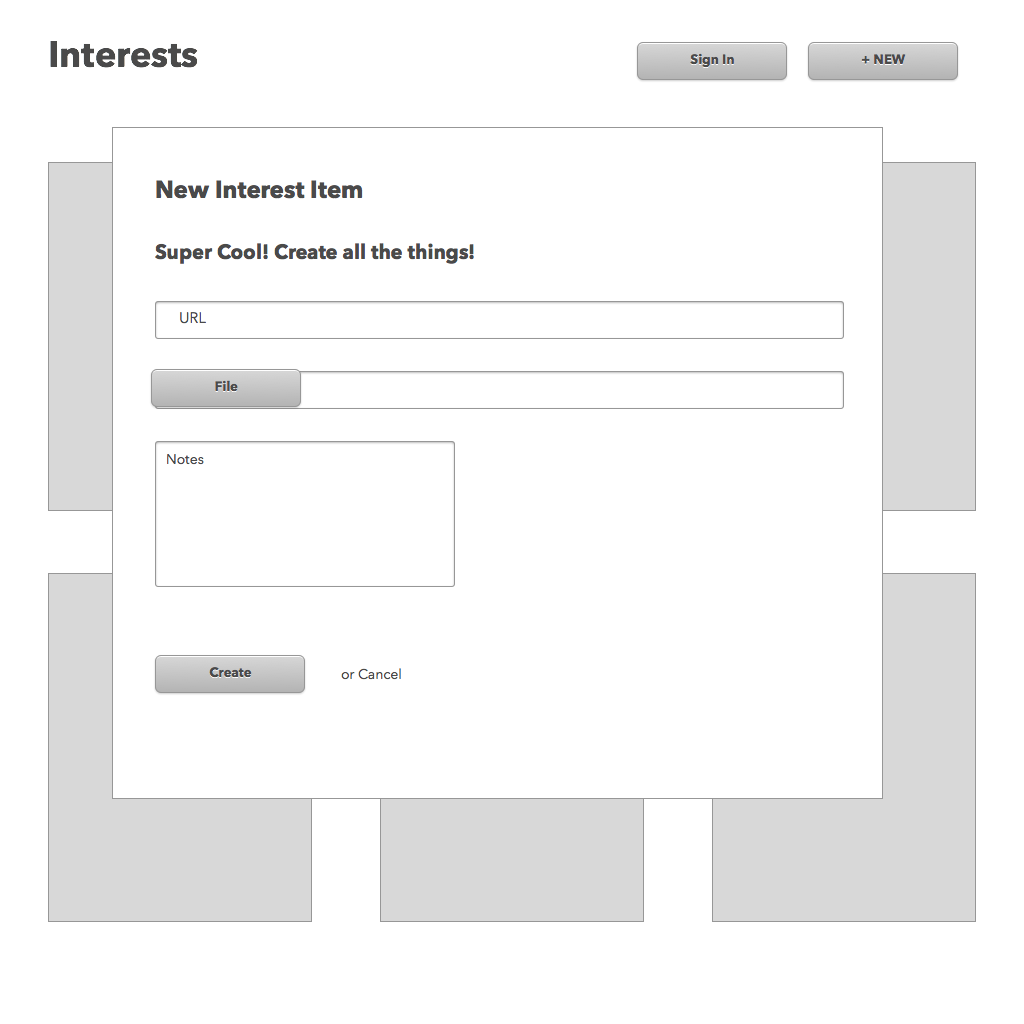 Interests
Sign In
+ NEW
New Interest Item
Super Cool! Create all the things!
URL
File
Notes
Create
or Cancel